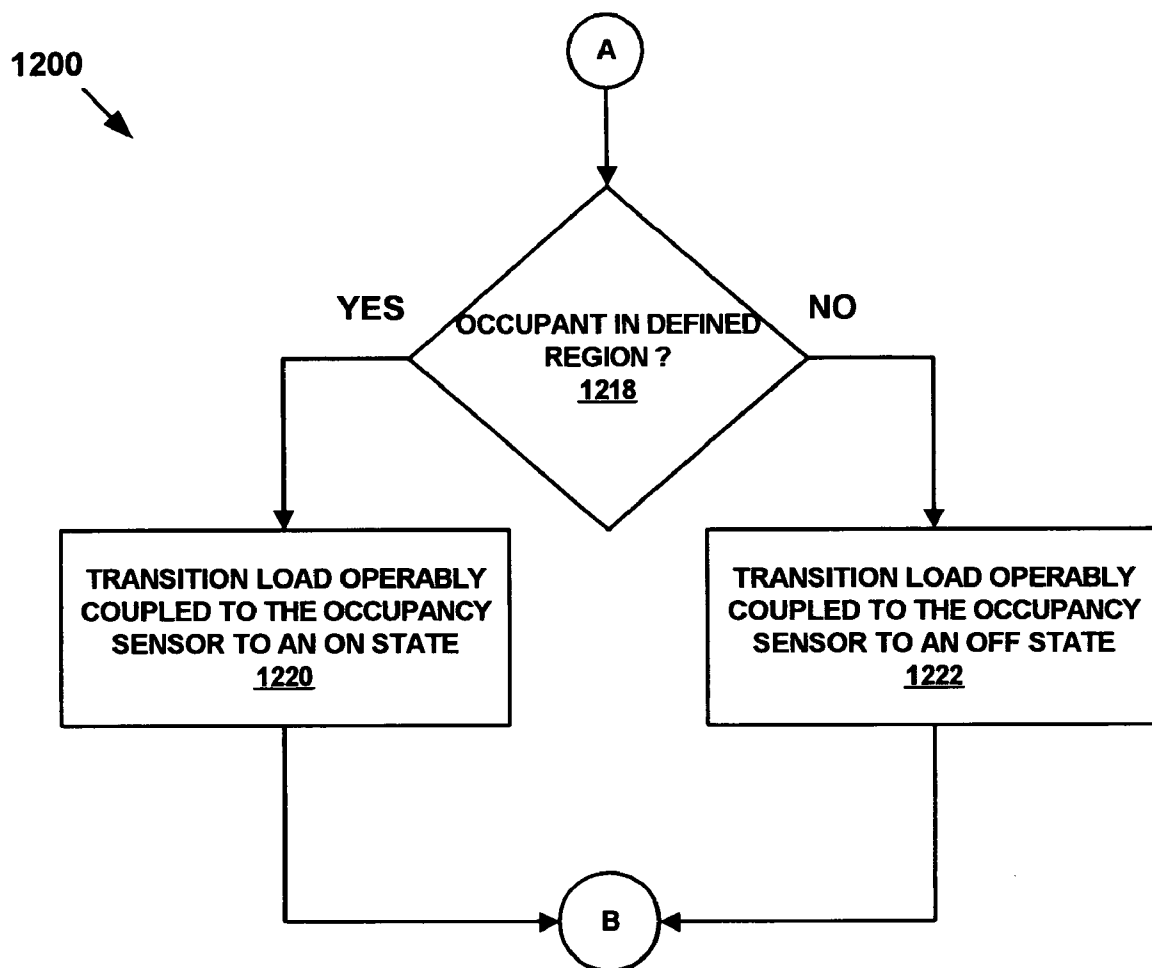 1200
A
YES
NO
OCCUPANT IN DEFINED
REGION ?
1218
TRANSITION LOAD OPERABLY
COUPLED TO THE OCCUPANCY
SENSOR TO AN ON STATE
1220
TRANSITION LOAD OPERABLY
COUPLED TO THE OCCUPANCY
SENSOR TO AN OFF STATE
1222
B